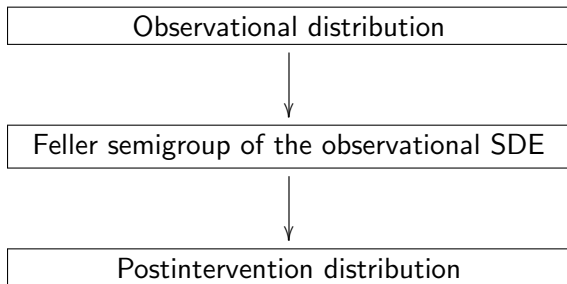 Observational distribution
Feller semigroup of the observational SDE
Postintervention distribution